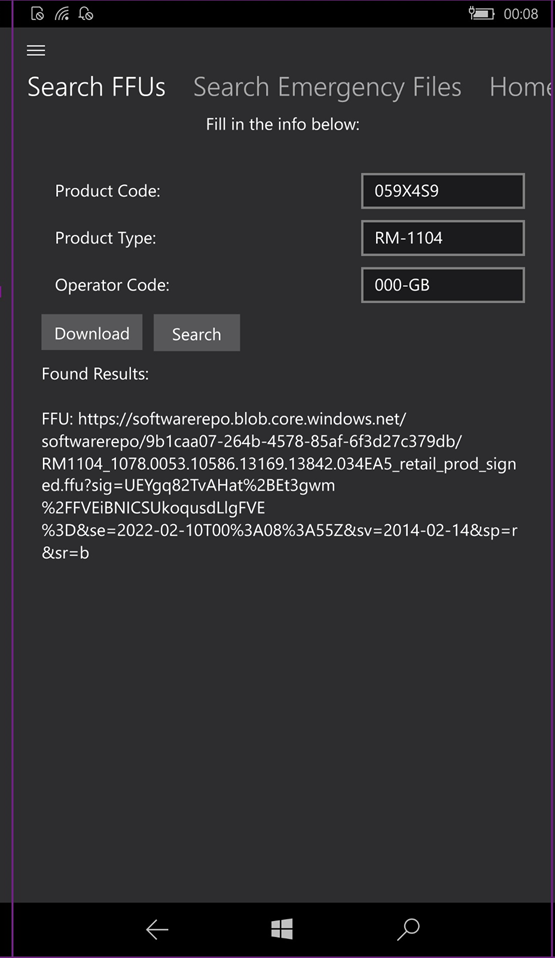 00:08
Search FFUs Search Emergency Files Home
Fill in the info below:
Product Code: 059X4S9
Product Type: RM-1104
Operator Code: 000-GB
Download Search
Found Results:
FFU: https://softwarerepo.blob.core.windows.net/
softwarerepo/9b1caa07-264b-4578-85af-6f3d27c379db/
RM1104_1078.0053.10586.13169.13842.034EA5_retail_prod_sign
ed.ffu?sig=UEYgq82TvAHat%2BEt3gwm
%2FFVEiBNICSUkoqusdLlgFVE
%3D&se=2022-02-10T00%3A08%3A55Z&sv=2014-02-14&sp=r
&sr=b